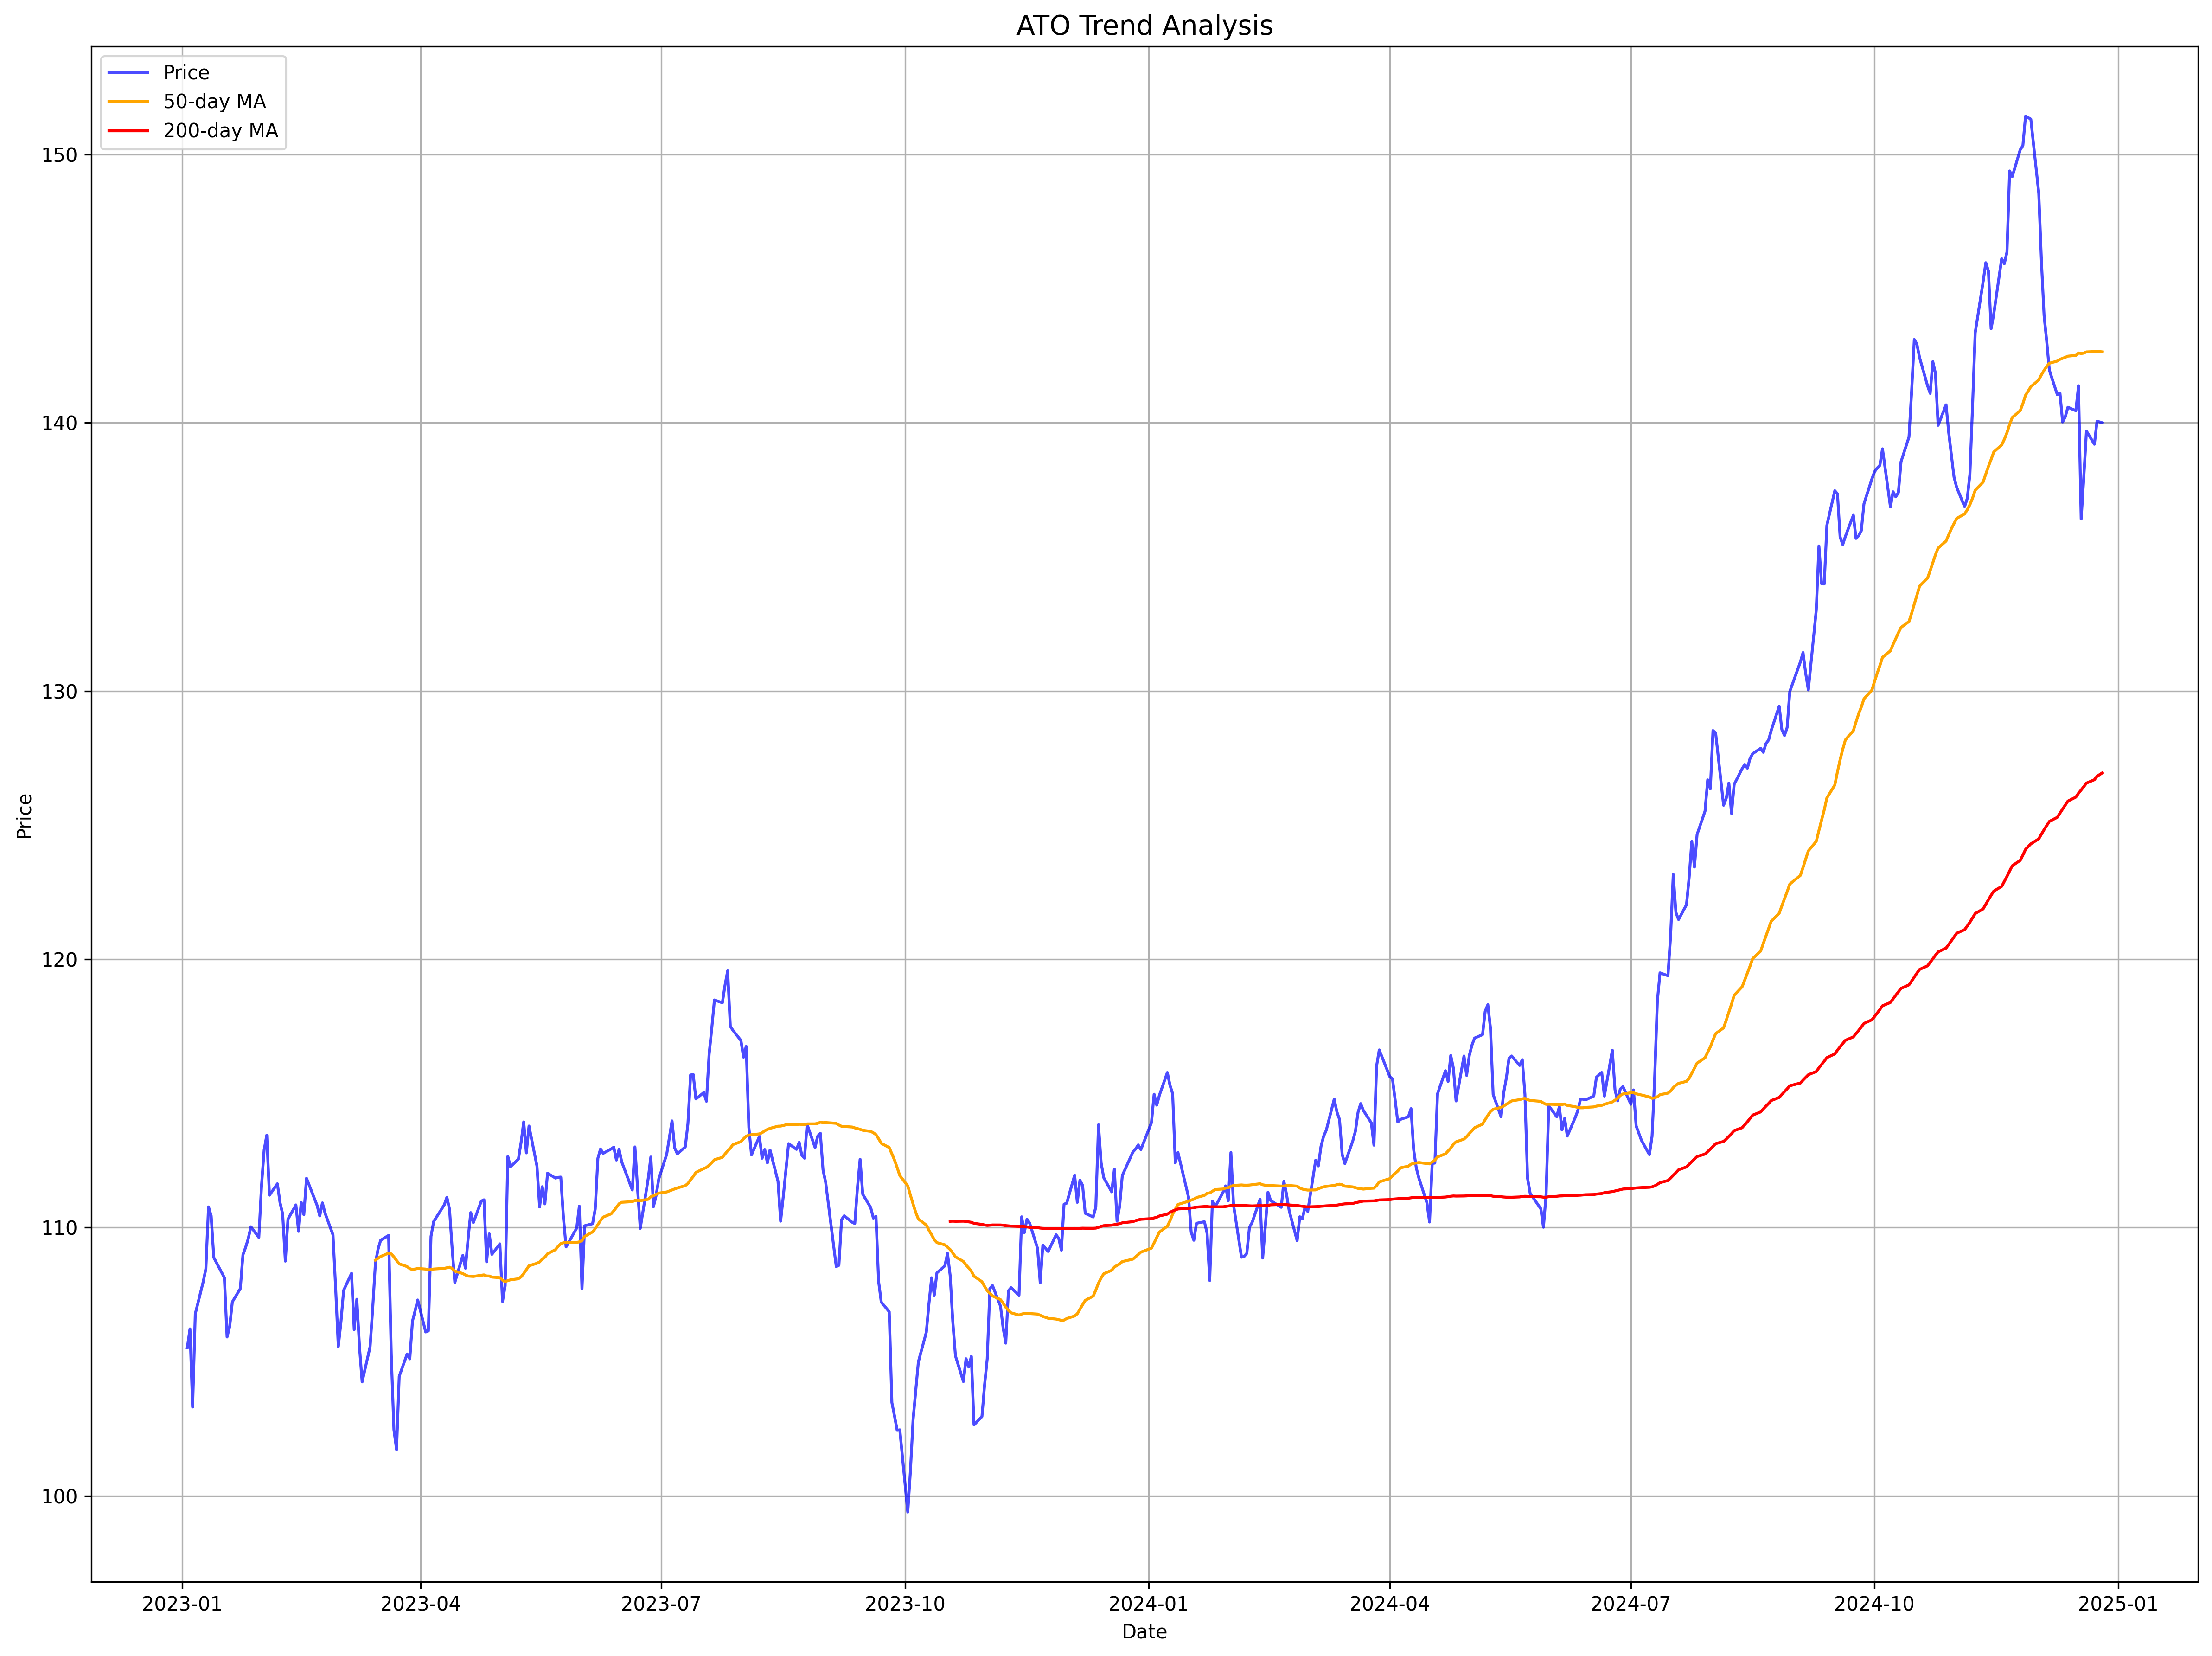 ATO Trend Analysis
Price
50-day MA
200-day MA
150
140
130
120
110
100
Price
2023-01
2023-04
2023-07
2023-10
2024-01
2024-04
2024-07
2024-10
2025-01
Date